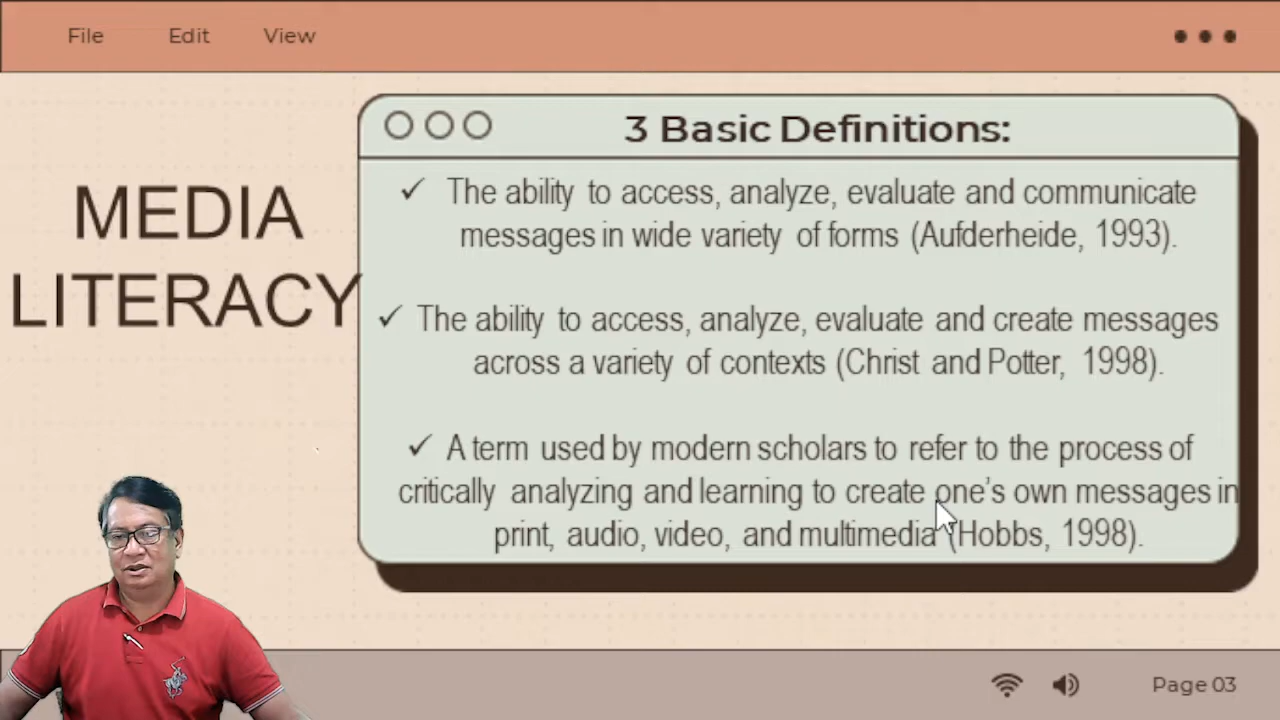 File Edit View
3 Basic Definitions:
MEDIA
LITERACY
✓ The ability to access, analyze, evaluate and communicate
messages in wide variety of forms (Aufderheide, 1993).
✓ The ability to access, analyze, evaluate and create messages
across a variety of contexts (Christ and Potter, 1998).
✓ A term used by modern scholars to refer to the process of
critically analyzing and learning to create one's own messages in
print, audio, video, and multimedia (Hobbs, 1998).
Page 03